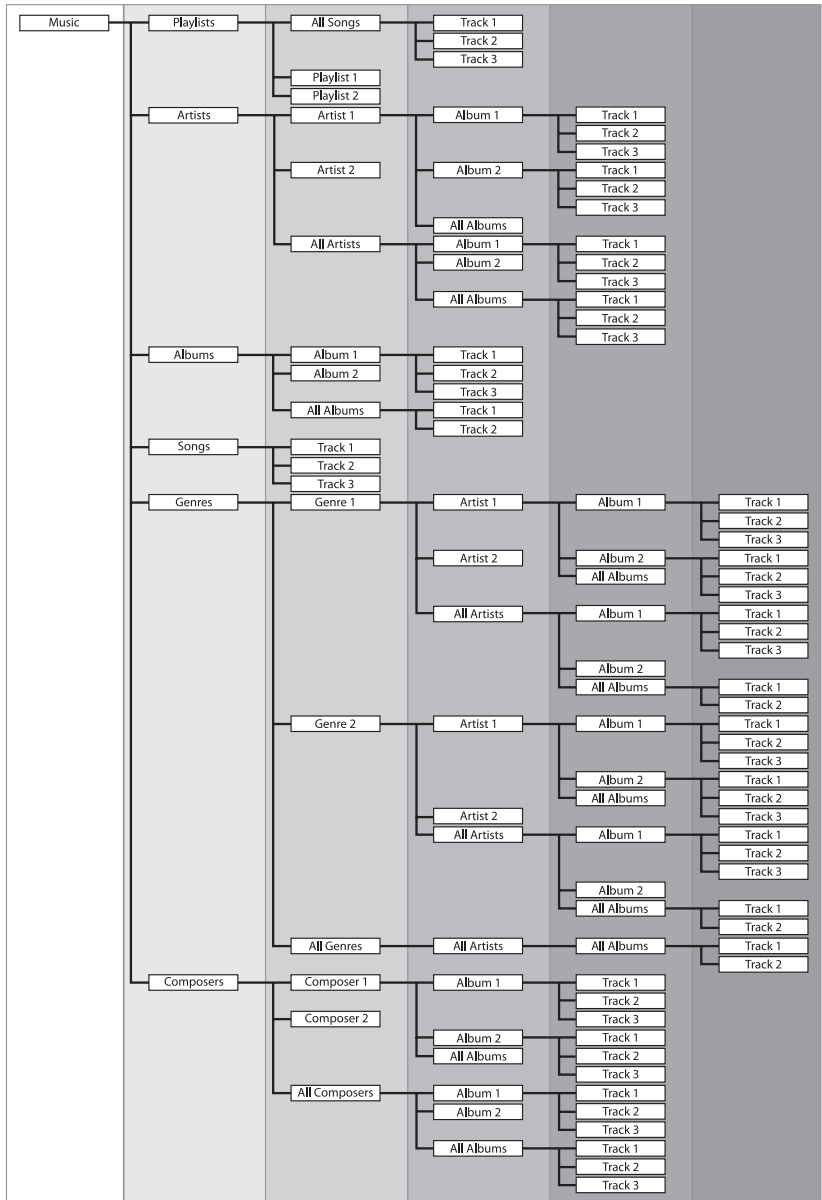 Music Playlists All Songs Track 1
Track 2
Track 3
Playlist 1
Playlist 2
Artists Artist 1 Album 1 Track 1
Track 2
Track 3
Artist 2 Album 2 Track 1
Track 2
Track 3
All Albums
All Artists Album 1 Track 1
Album 2 Track 2
Track 3
All Albums Track 1
Track 2
Track 3
Albums Album 1 Track 1
Album 2 Track 2
Track 3
All Albums Track 1
Track 2
Songs Track 1
Track 2
Track 3
Genres Genre 1 Artist 1 Album 1 Track 1
Track 2
Track 3
Artist 2 Album 2 Track 1
All Albums Track 2
Track 3
All Artists Album 1 Track 1
Track 2
Track 3
Album 2
All Albums Track 1
Track 2
Genre 2 Artist 1 Album 1 Track 1
Track 2
Track 3
Album 2 Track 1
All Albums Track 2
Artist 2 Track 3
All Artists Album 1 Track 1
Track 2
Track 3
Album 2
All Albums Track 1
Track 2
All Genres All Artists All Albums Track 1
Track 2
Composers Composer 1 Album 1 Track 1
Track 2
Composer 2 Track 3
Album 2 Track 1
All Albums Track 2
Track 3
All Composers Album 1 Track 1
Album 2 Track 2
Track 3
All Albums Track 1
Track 2
Track 3